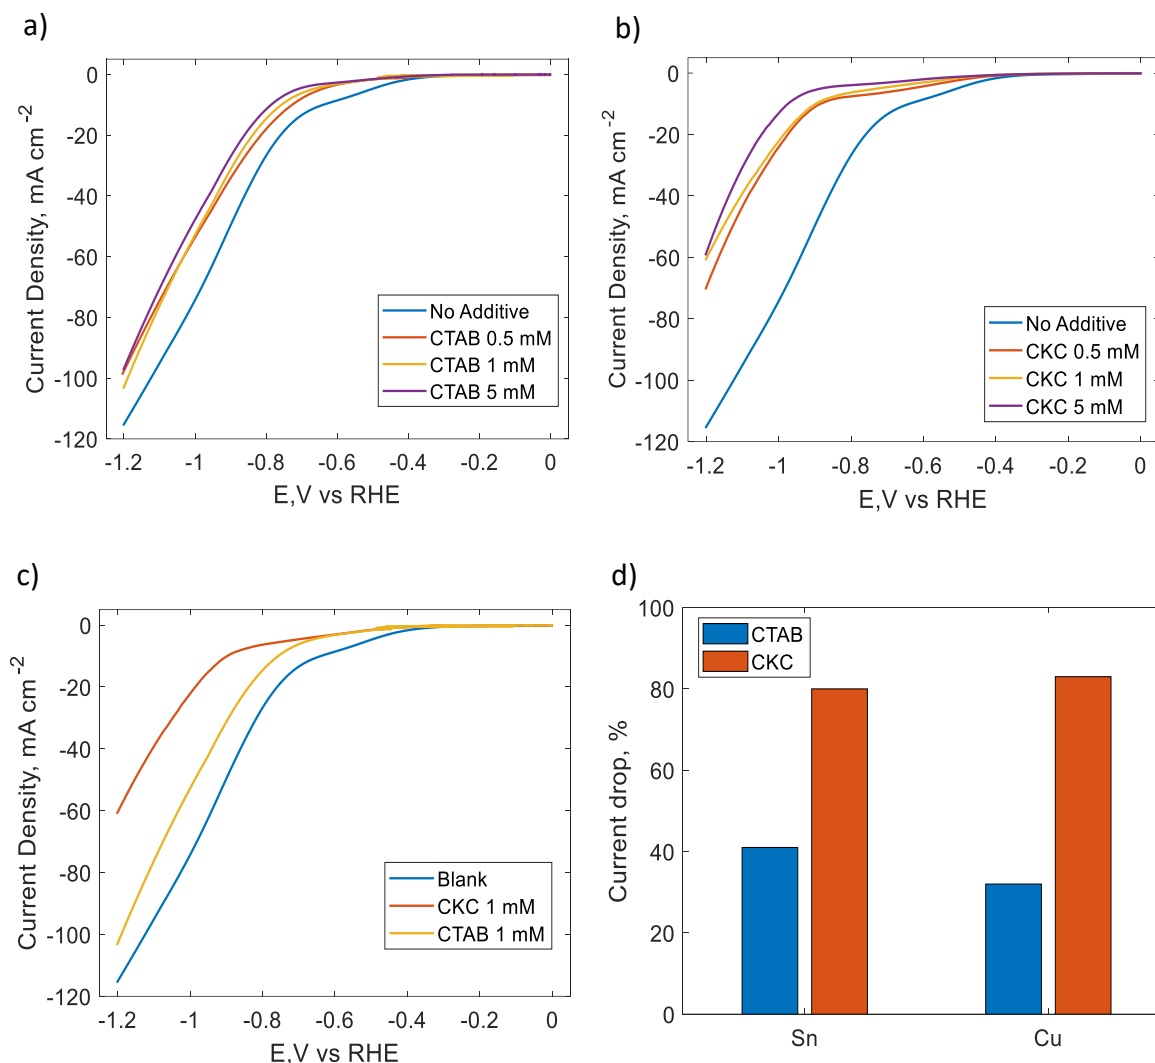 a)
Current Density, mA cm⁻²
0
-20
-40
-60
-80
-100
-120
No Additive
CTAB 0.5 mM
CTAB 1 mM
CTAB 5 mM
-1.2 -1 -0.8 -0.6 -0.4 -0.2 0
E,V vs RHE
b)
Current Density, mA cm⁻²
0
-20
-40
-60
-80
-100
-120
No Additive
CKC 0.5 mM
CKC 1 mM
CKC 5 mM
-1.2 -1 -0.8 -0.6 -0.4 -0.2 0
E,V vs RHE
c)
Current Density, mA cm⁻²
0
-20
-40
-60
-80
-100
-120
Blank
CKC 1 mM
CTAB 1 mM
-1.2 -1 -0.8 -0.6 -0.4 -0.2 0
E,V vs RHE
d)
Current drop, %
100
80
60
40
20
0
CTAB
CKC
Sn Cu